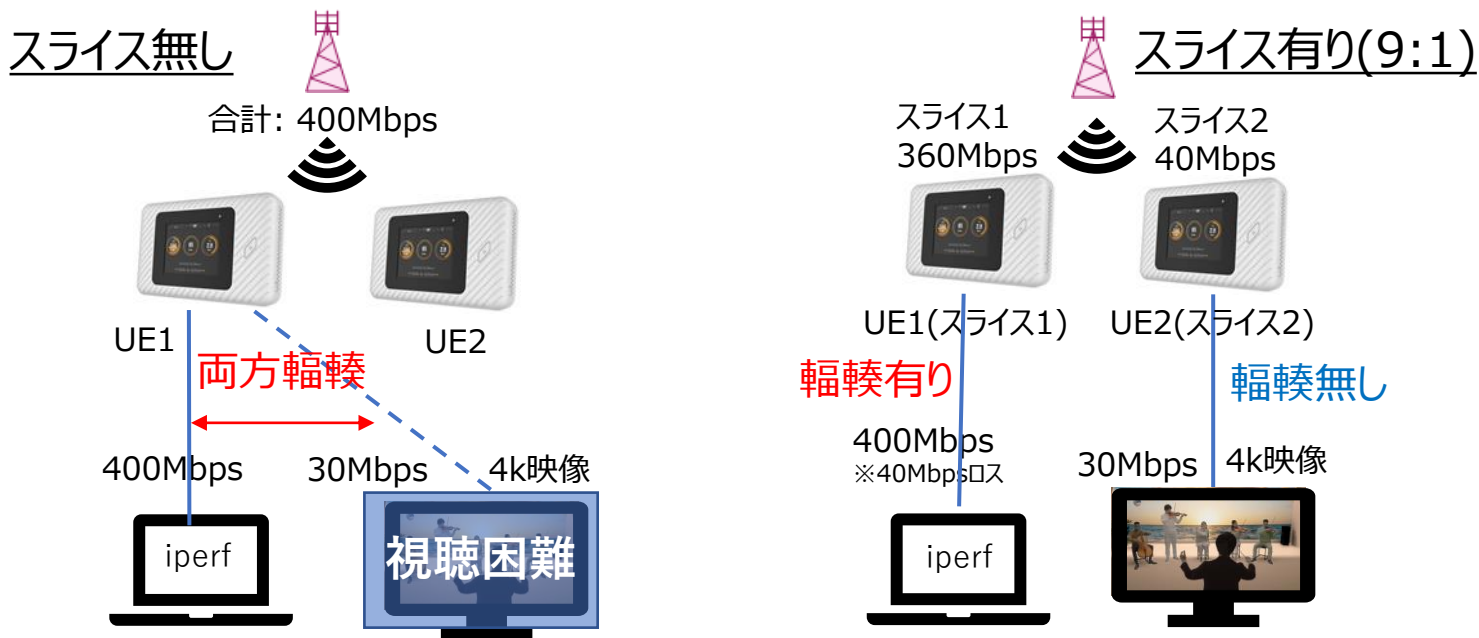 スライス無し
合計: 400Mbps
UE1
UE2
両方輻輳
400Mbps
30Mbps
4k映像
iperf
視聴困難
スライス有り(9:1)
スライス1
360Mbps
スライス2
40Mbps
UE1(スライス1)
UE2(スライス2)
輻輳有り
輻輳無し
400Mbps
※40Mbpsロス
30Mbps
4k映像
iperf